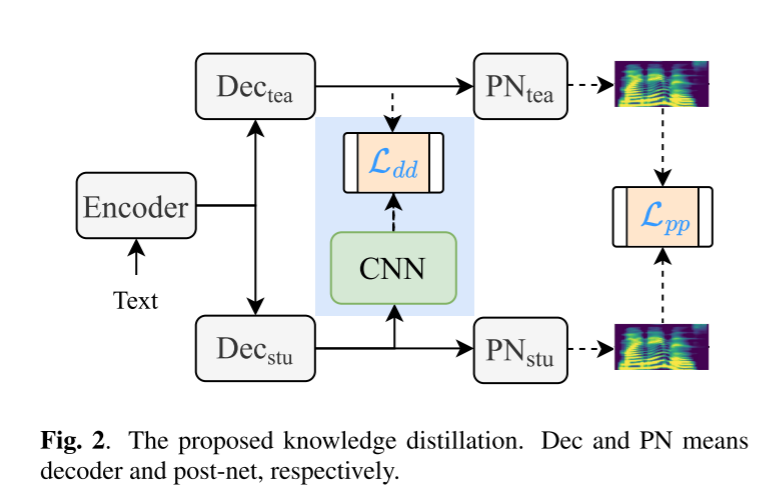 Dec_tea
PN_tea
ℒ_dd
Encoder
ℒ_pp
CNN
Text
Dec_stu
PN_stu
Fig. 2. The proposed knowledge distillation. Dec and PN means
decoder and post-net, respectively.